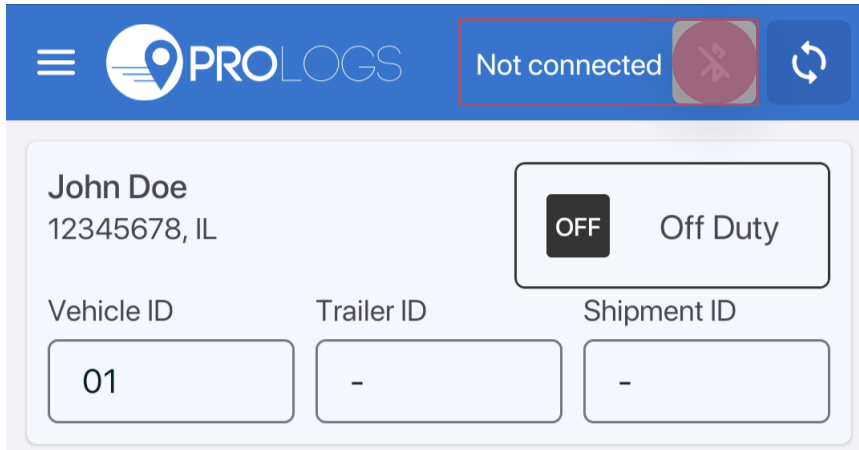 PROLOGS
Not connected
John Doe
12345678, IL
OFF
Off Duty
Vehicle ID
Trailer ID
Shipment ID
01
-
-